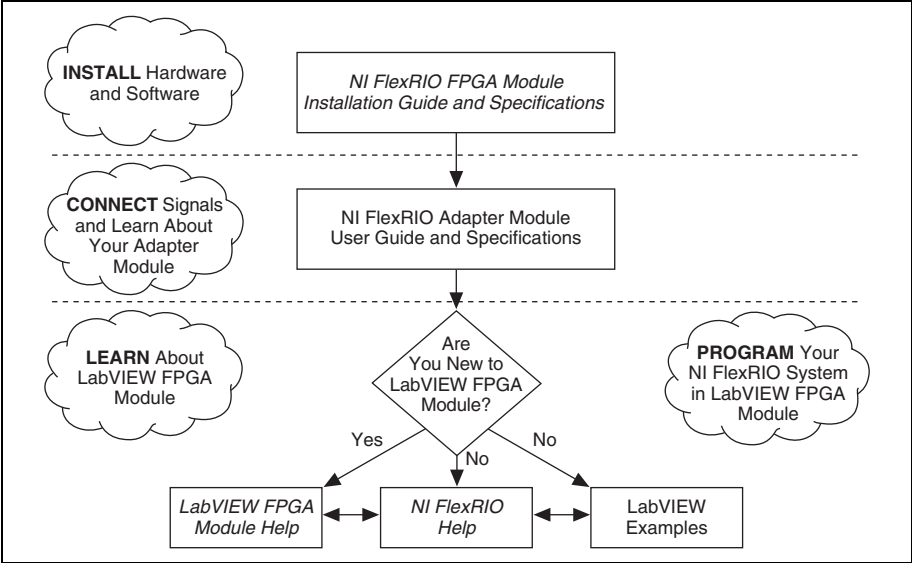 INSTALL Hardware
and Software
NI FlexRIO FPGA Module
Installation Guide and Specifications
CONNECT Signals
and Learn About
Your Adapter
Module
NI FlexRIO Adapter Module
User Guide and Specifications
LEARN About
LabVIEW FPGA
Module
Are
You New to
LabVIEW FPGA
Module?
PROGRAM Your
NI FlexRIO System
in LabVIEW FPGA
Module
Yes
No
No
LabVIEW FPGA
Module Help
NI FlexRIO
Help
LabVIEW
Examples